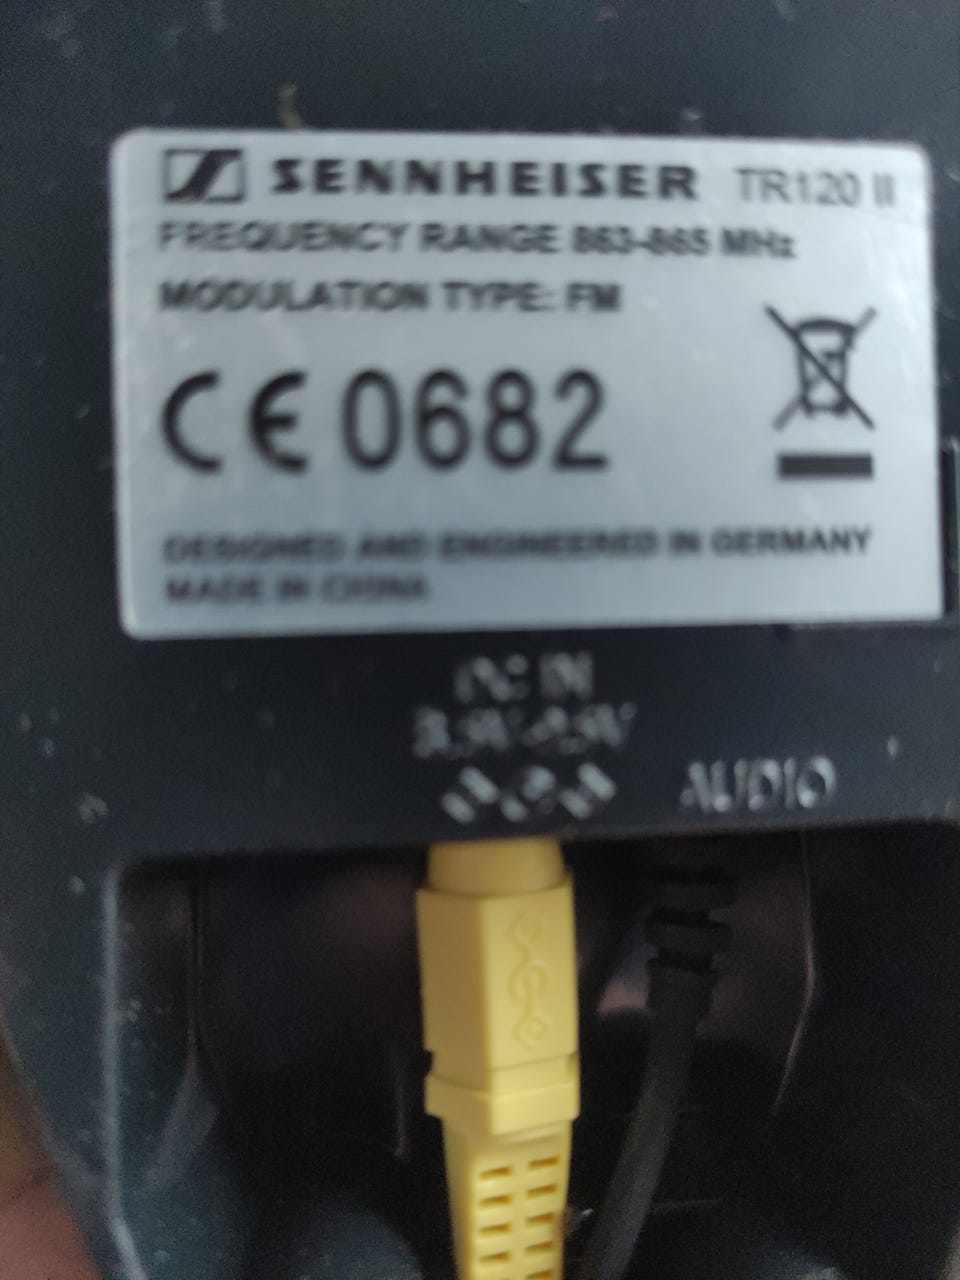 SENNHEISER TR120 II
FREQUENCY RANGE 863-865 MHz
MODULATION TYPE: FM
CE 0682
DESIGNED AND ENGINEERED IN GERMANY
MADE IN CHINA
DC IN
AUDIO